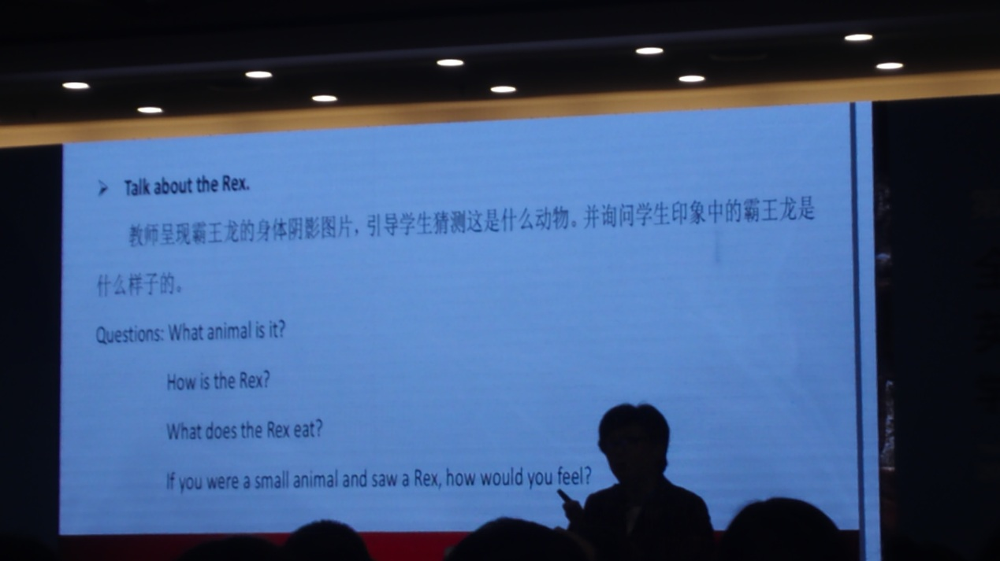 ➢ Talk about the Rex.
教师呈现霸王龙的身体阴影图片，引导学生猜测这是什么动物。并询问学生印象中的霸王龙是
什么样子的。
Questions: What animal is it?
How is the Rex?
What does the Rex eat?
If you were a small animal and saw a Rex, how would you feel?